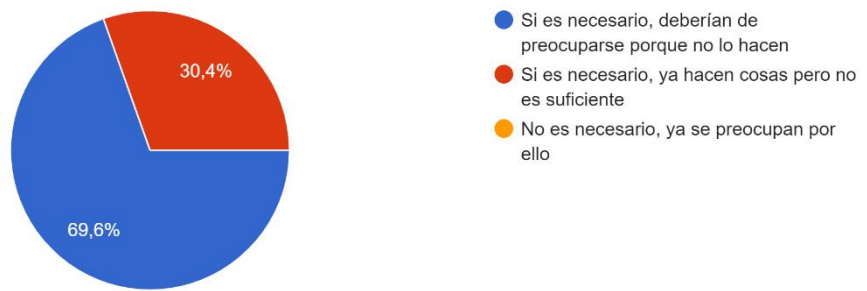 30,4%
69,6%
Si es necesario, deberían de
preocuparse porque no lo hacen
Si es necesario, ya hacen cosas pero no
es suficiente
No es necesario, ya se preocupan por
ello